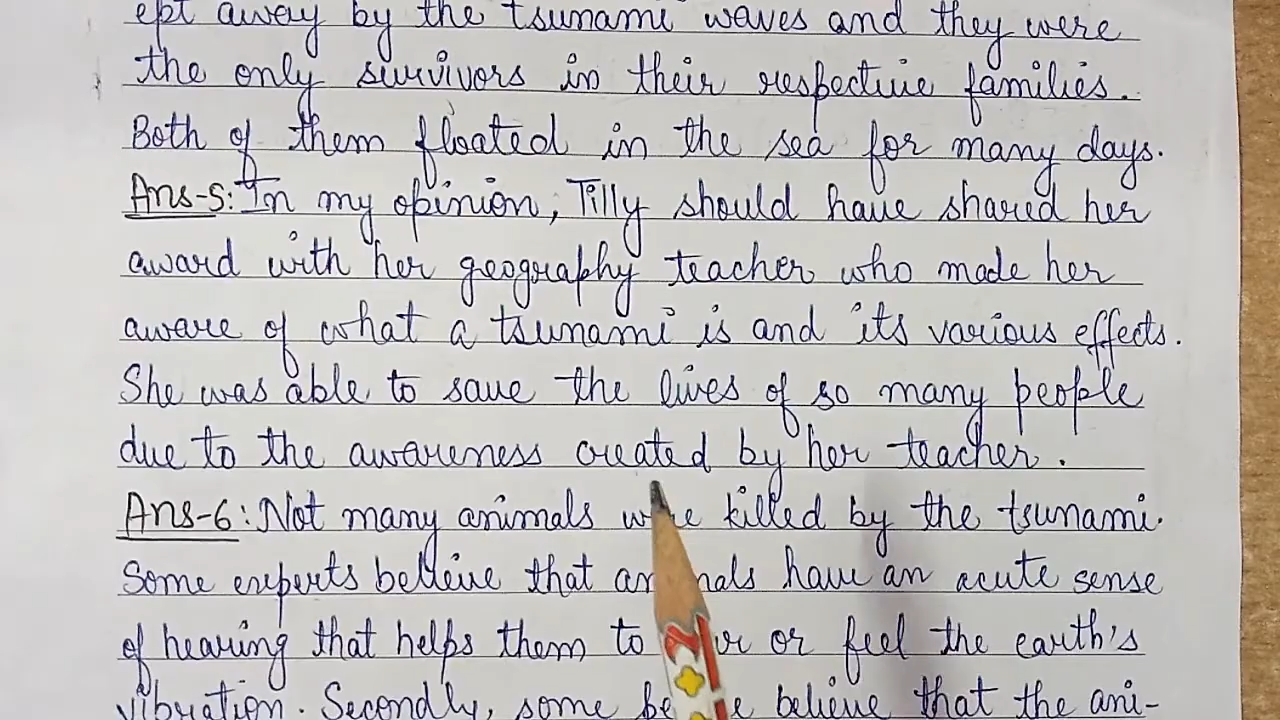 ept away by the tsunami waves and they were
the only survivors in their respective families.
Both of them floated in the sea for many days.
Ans-5: In my opinion, Tilly should have shared her
award with her geography teacher who made her
aware of what a tsunami is and its various effects.
She was able to save the lives of so many people
due to the awareness created by her teacher.
Ans-6: Not many animals were killed by the tsunami.
Some experts believe that animals have an acute sense
of hearing that helps them to or feel the earth's
vibration. Secondly, some believe that the ani-